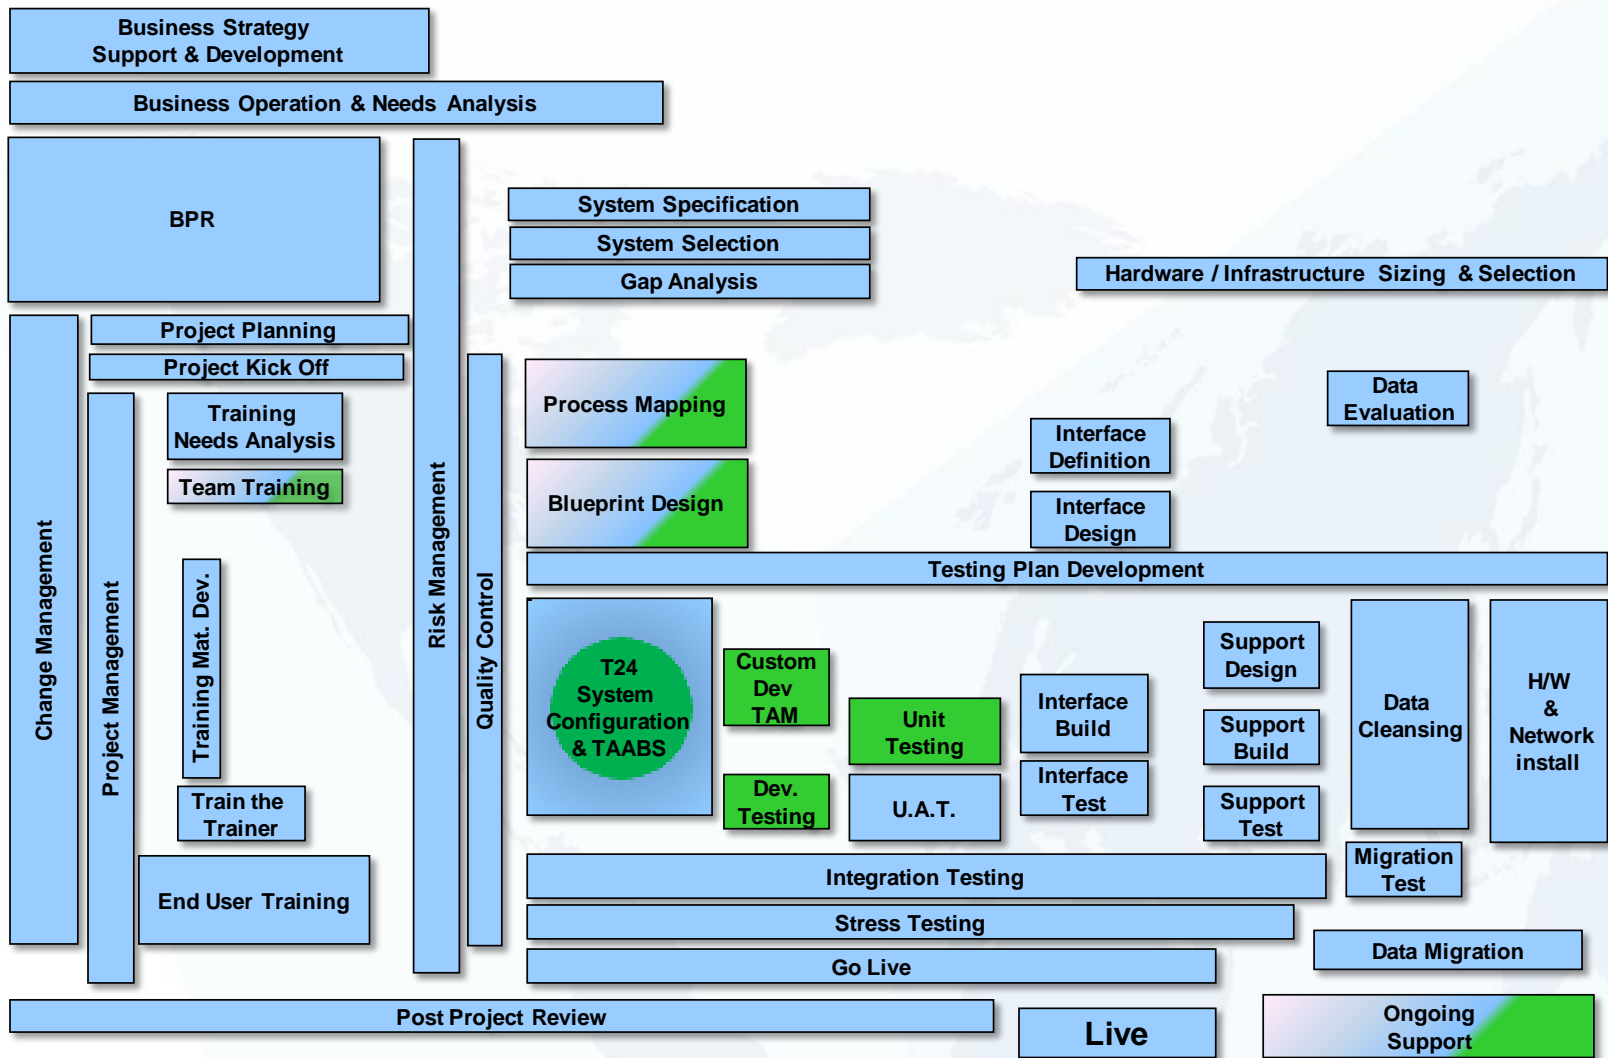 Business Strategy
Support & Development
Business Operation & Needs Analysis
BPR
System Specification
System Selection
Gap Analysis
Hardware / Infrastructure Sizing & Selection
Project Planning
Project Kick Off
Training
Needs Analysis
Team Training
Change Management
Project Management
Training Mat. Dev.
Train the
Trainer
End User Training
Risk Management
Quality Control
Process Mapping
Blueprint Design
Interface
Definition
Interface
Design
Data
Evaluation
Testing Plan Development
T24
System
Configuration
& TAABS
Custom
Dev
TAM
Dev.
Testing
Unit
Testing
U.A.T.
Interface
Build
Interface
Test
Support
Design
Support
Build
Support
Test
Data
Cleansing
H/W
&
Network
install
Migration
Test
Integration Testing
Stress Testing
Go Live
Data Migration
Post Project Review
Live
Ongoing
Support